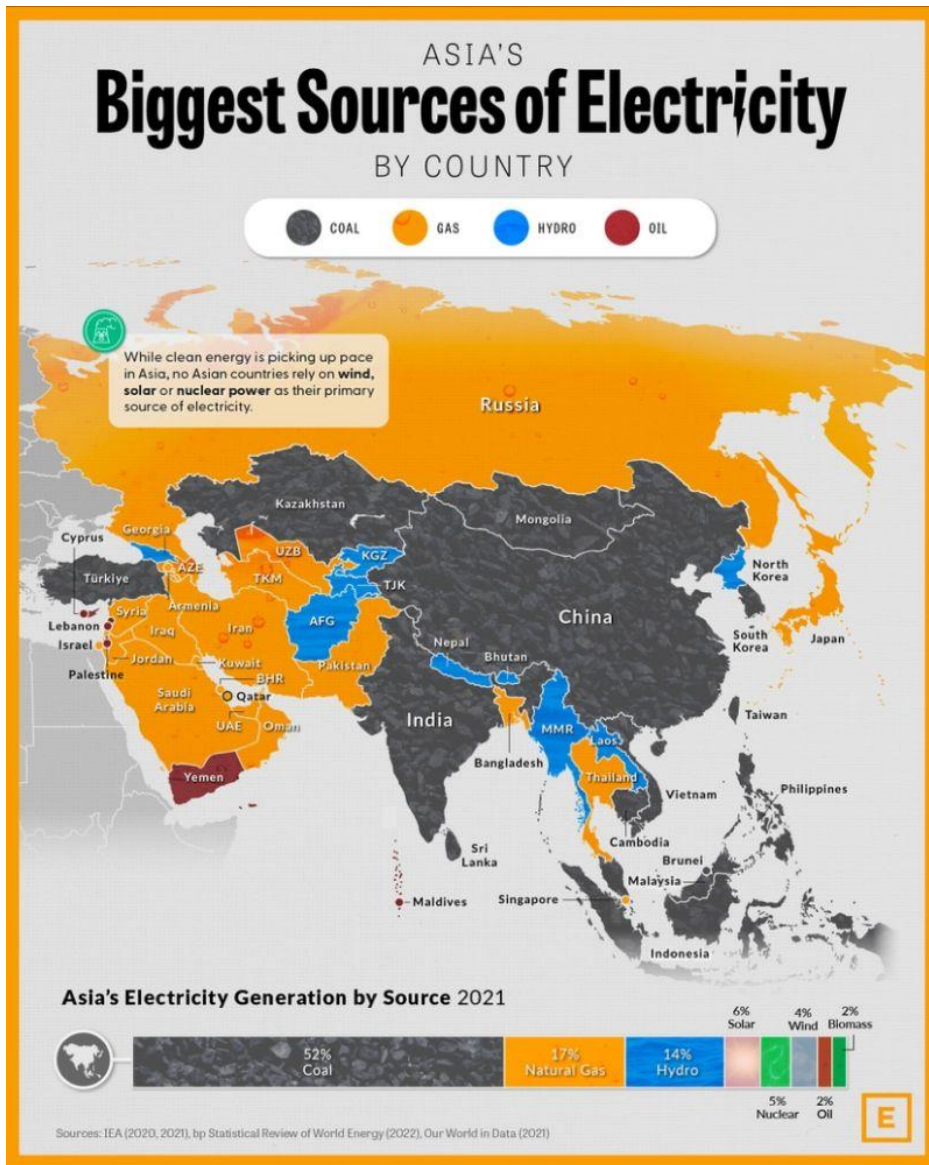 ASIA'S
Biggest Sources of Electricity
BY COUNTRY
COAL
GAS
HYDRO
OIL
While clean energy is picking up pace
in Asia, no Asian countries rely on wind,
solar or nuclear power as their primary
source of electricity.
Russia
Kazakhstan
Mongolia
Georgia
Cyprus
UZB
KGZ
North
Korea
AZE
Türkiye
TKM
TJK
Armenia
Syria
China
Lebanon
AFG
Iraq
Iran
South
Korea
Japan
Israel
Nepal
Jordan
Kuwait
Pakistan
Bhutan
Palestine
BHR
Saudi
Arabia
Qatar
India
Taiwan
UAE
Oman
MMR
Laos
Bangladesh
Yemen
Thailand
Vietnam
Philippines
Cambodia
Sri
Lanka
Brunei
Malaysia
Maldives
Singapore
Indonesia
Asia's Electricity Generation by Source 2021
6%
Solar
4%
Wind
2%
Biomass
52%
Coal
17%
Natural Gas
14%
Hydro
5%
Nuclear
2%
Oil
E
Sources: IEA (2020, 2021), bp Statistical Review of World Energy (2022), Our World in Data (2021)